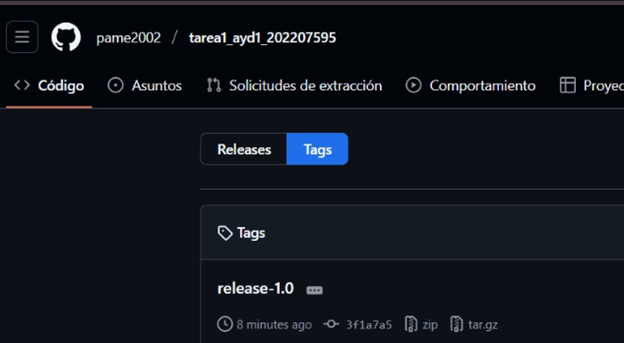 pame2002 / tarea1_ayd1_202207595
Código Asuntos Solicitudes de extracción Comportamiento Proyec
Releases Tags
Tags
release-1.0
8 minutes ago 3f1a7a5 zip tar.gz